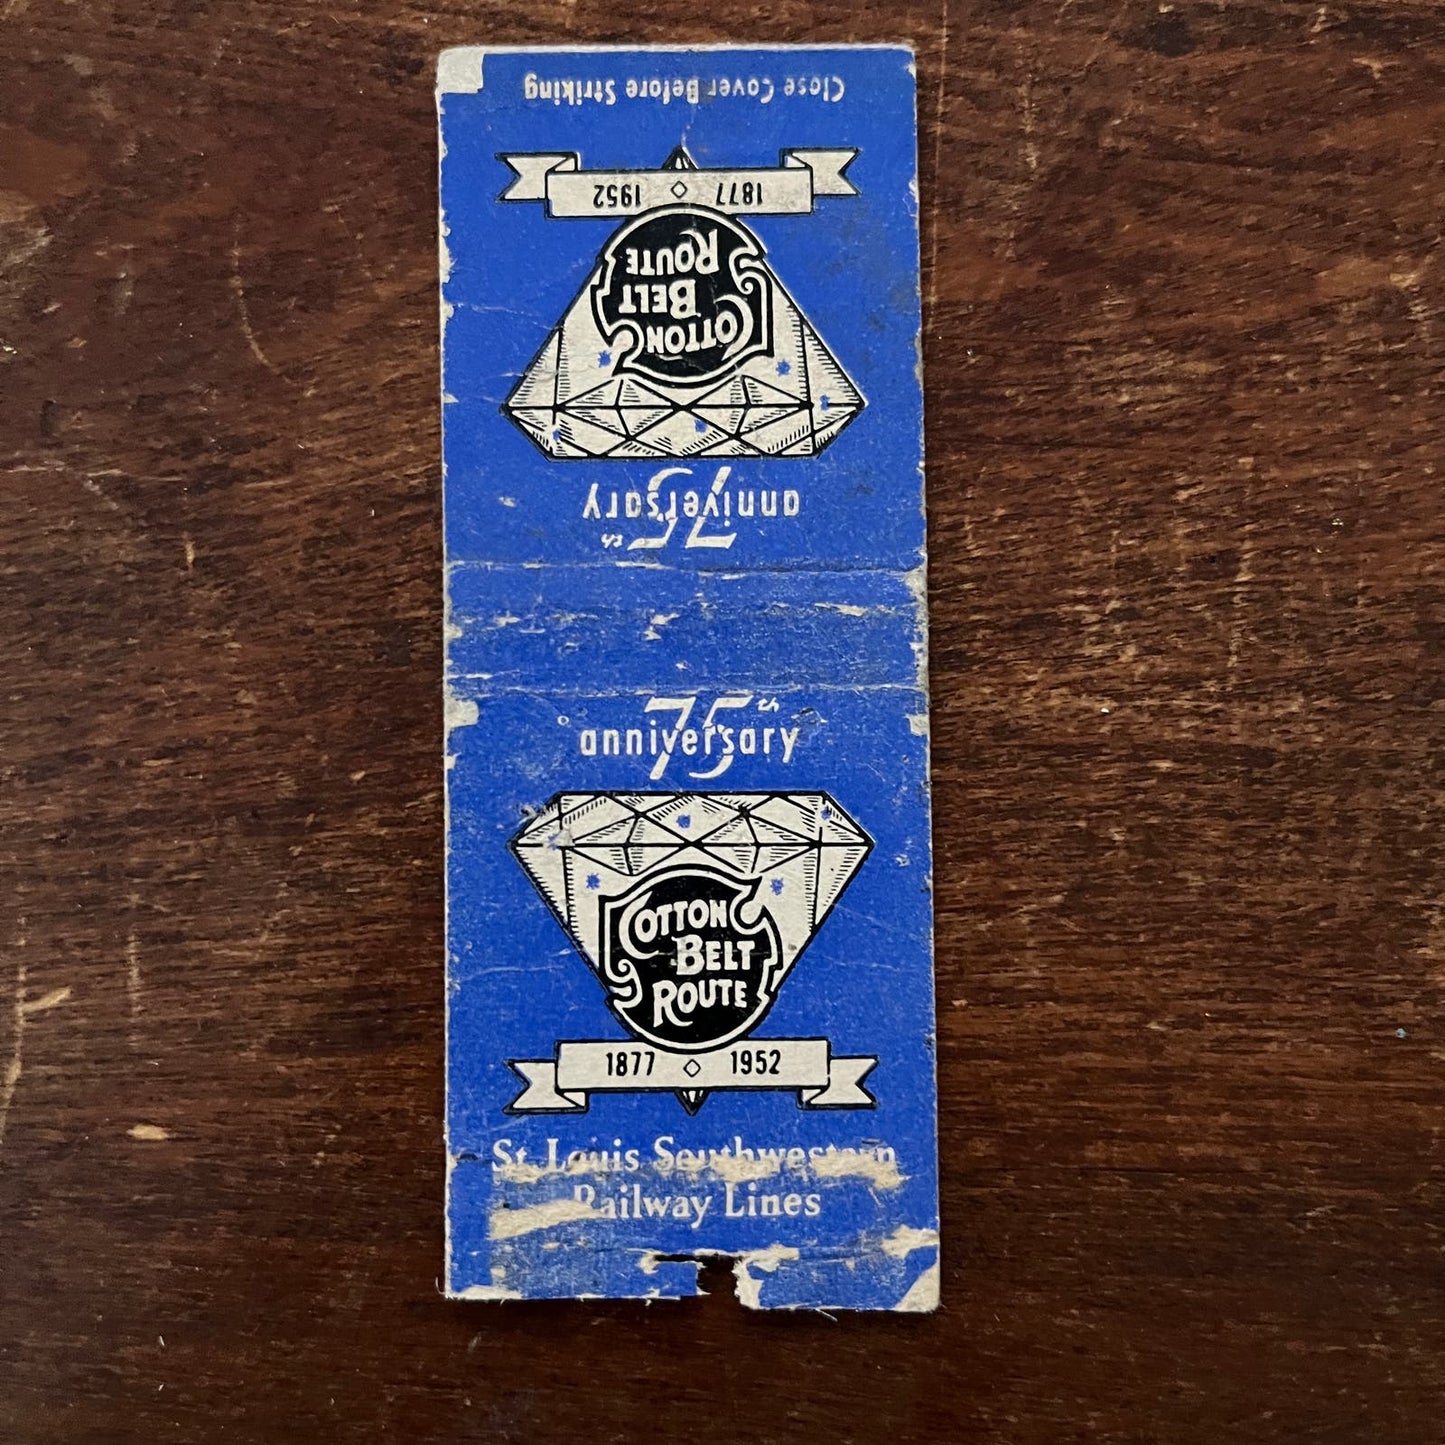 Close Cover Before Striking
1877 1952
COTTON
BELT
ROUTE
75th
anniversary
75th
anniversary
COTTON
BELT
ROUTE
1877 1952
St. Louis Southwestern
Railway Lines